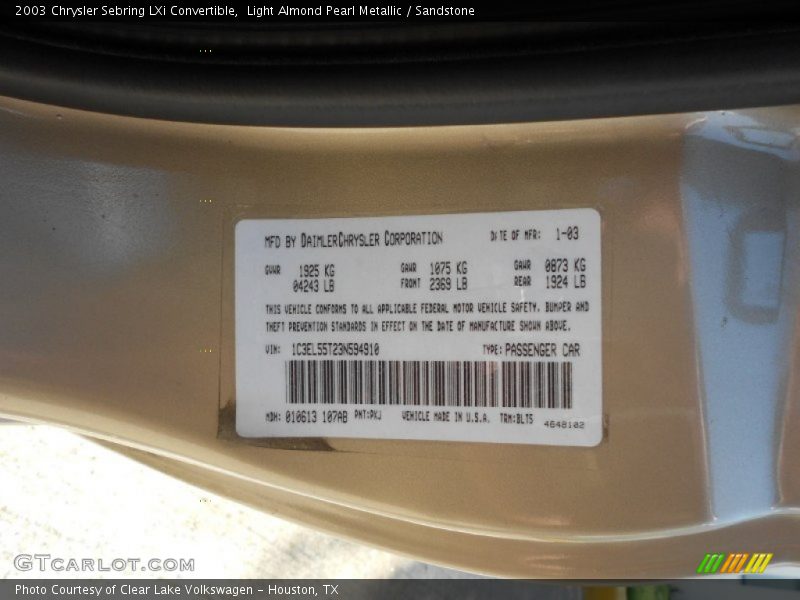 2003 Chrysler Sebring LXi Convertible,  Light Almond Pearl Metallic / Sandstone
MFD BY DAIMLERCHRYSLER CORPORATION DATE OF MFR: 1-03
GVWR 1925 KG GAWR 1075 KG GAWR 0873 KG
04243 LB FRONT 2369 LB REAR 1924 LB
THIS VEHICLE CONFORMS TO ALL APPLICABLE FEDERAL MOTOR VEHICLE SAFETY, BUMPER AND
THEFT PREVENTION STANDARDS IN EFFECT ON THE DATE OF MANUFACTURE SHOWN ABOVE.
VIN: 1C3EL55T23N594910 TYPE: PASSENGER CAR
MDH: 010613 107AB PNT:PKJ VEHICLE MADE IN U.S.A. TRM:BLT5
4648102
GTCARLOT.COM
Photo Courtesy of Clear Lake Volkswagen - Houston, TX